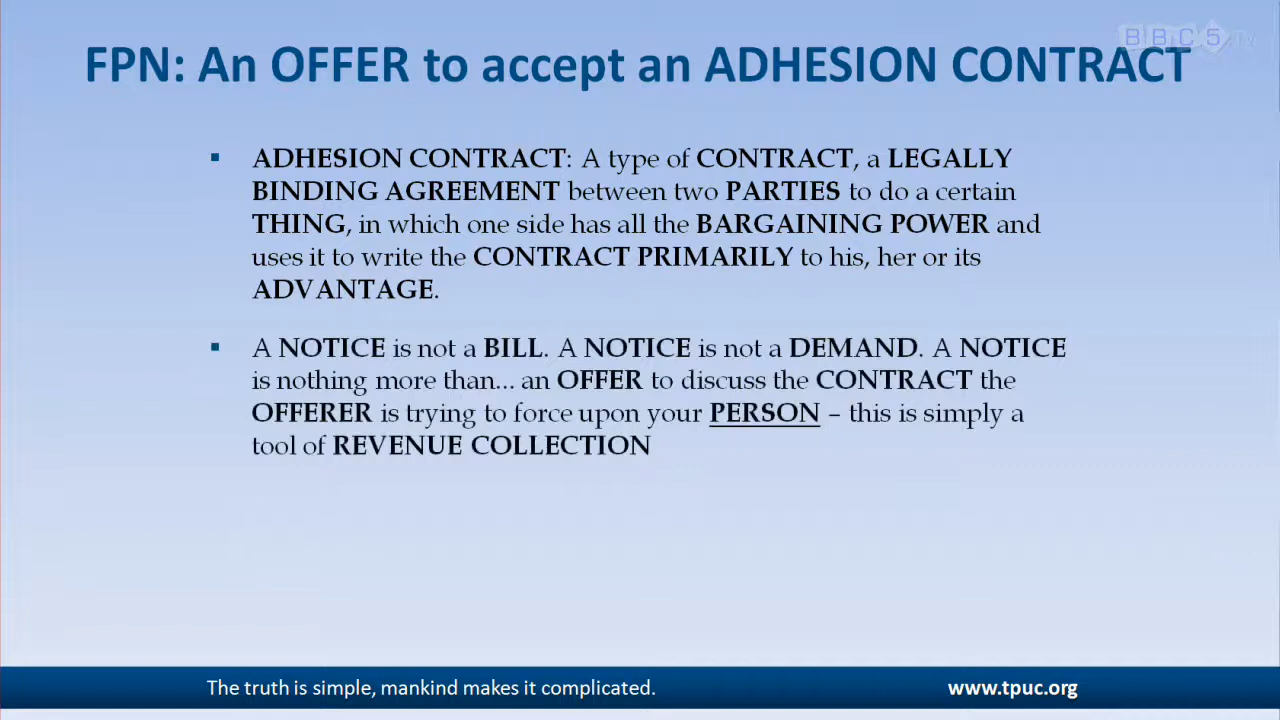 BBC5.tv
FPN: An OFFER to accept an ADHESION CONTRACT
▪ ADHESION CONTRACT: A type of CONTRACT, a LEGALLY
BINDING AGREEMENT between two PARTIES to do a certain
THING, in which one side has all the BARGAINING POWER and
uses it to write the CONTRACT PRIMARILY to his, her or its
ADVANTAGE.
▪ A NOTICE is not a BILL. A NOTICE is not a DEMAND. A NOTICE
is nothing more than... an OFFER to discuss the CONTRACT the
OFFERER is trying to force upon your PERSON – this is simply a
tool of REVENUE COLLECTION
The truth is simple, mankind makes it complicated.
www.tpuc.org